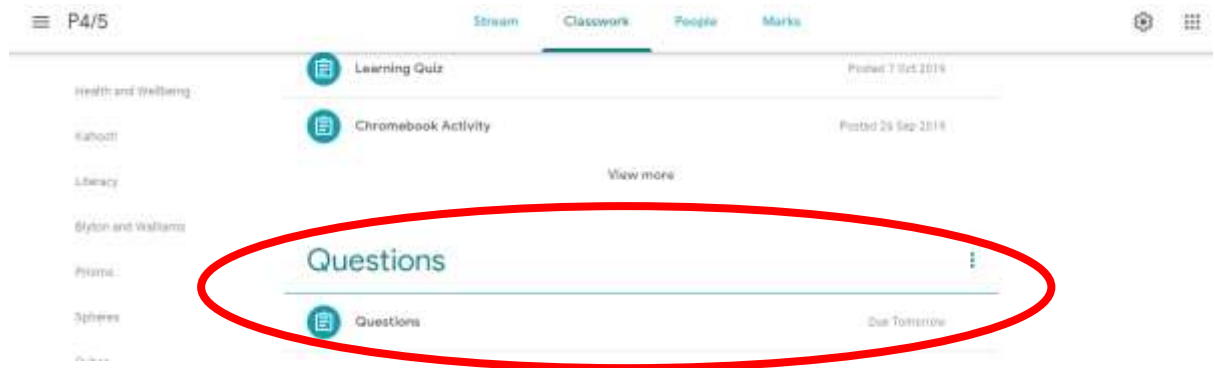 P4/5
Stream Classwork People Marks
Learning Quiz Posted 7 Oct 2019
Health and Wellbeing
Chromebook Activity Posted 26 Sep 2019
Kahoot!
View more
Literacy
Blyton and Walliams
Questions
Prisms
Spheres
Questions Due Tomorrow